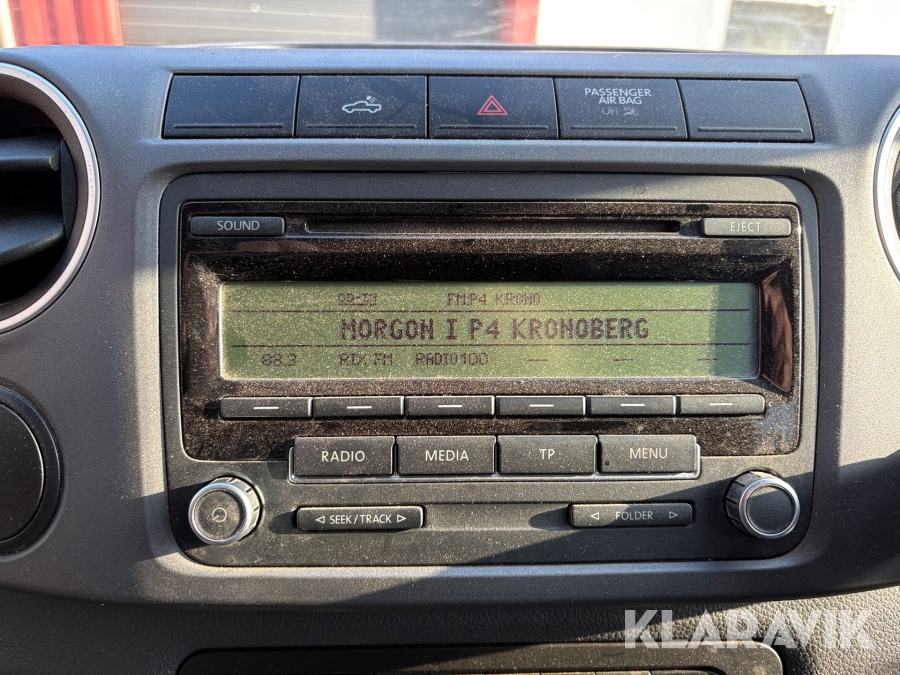 PASSENGER
AIR BAG
SOUND
EJECT
FM:P4 KRONO
MORGON I P4 KRONOBERG
88.3 RIX FM RADIO100 --- --- ---
RADIO MEDIA TP MENU
SEEK/TRACK
FOLDER
KLARAVIK